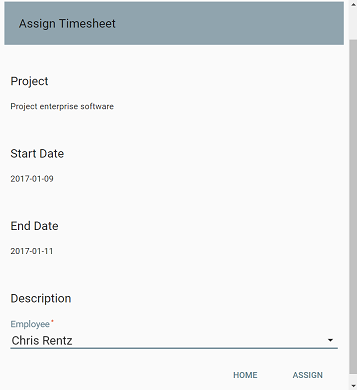 Assign Timesheet
Project
Project enterprise software
Start Date
2017-01-09
End Date
2017-01-11
Description
Employee *
Chris Rentz
HOME ASSIGN